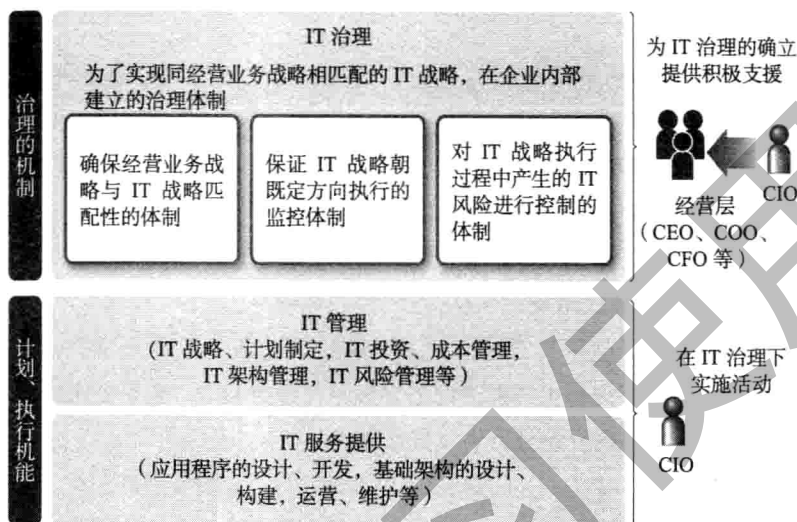 治理的机制
IT 治理
为了实现同经营业务战略相匹配的 IT 战略，在企业内部
建立的治理体制
确保经营业务战
略与 IT 战略匹
配性的体制
保证 IT 战略朝
既定方向执行的
监控体制
对 IT 战略执行
过程中产生的 IT
风险进行控制的
体制
为 IT 治理的确立
提供积极支援
CIO
经营层
（CEO、COO、
CFO 等）
计划、执行机能
IT 管理
（IT 战略、计划制定，IT 投资、成本管理，
IT 架构管理，IT 风险管理等）
IT 服务提供
（应用程序的设计、开发，基础架构的设计、
构建，运营、维护等）
在 IT 治理下
实施活动
CIO
使用